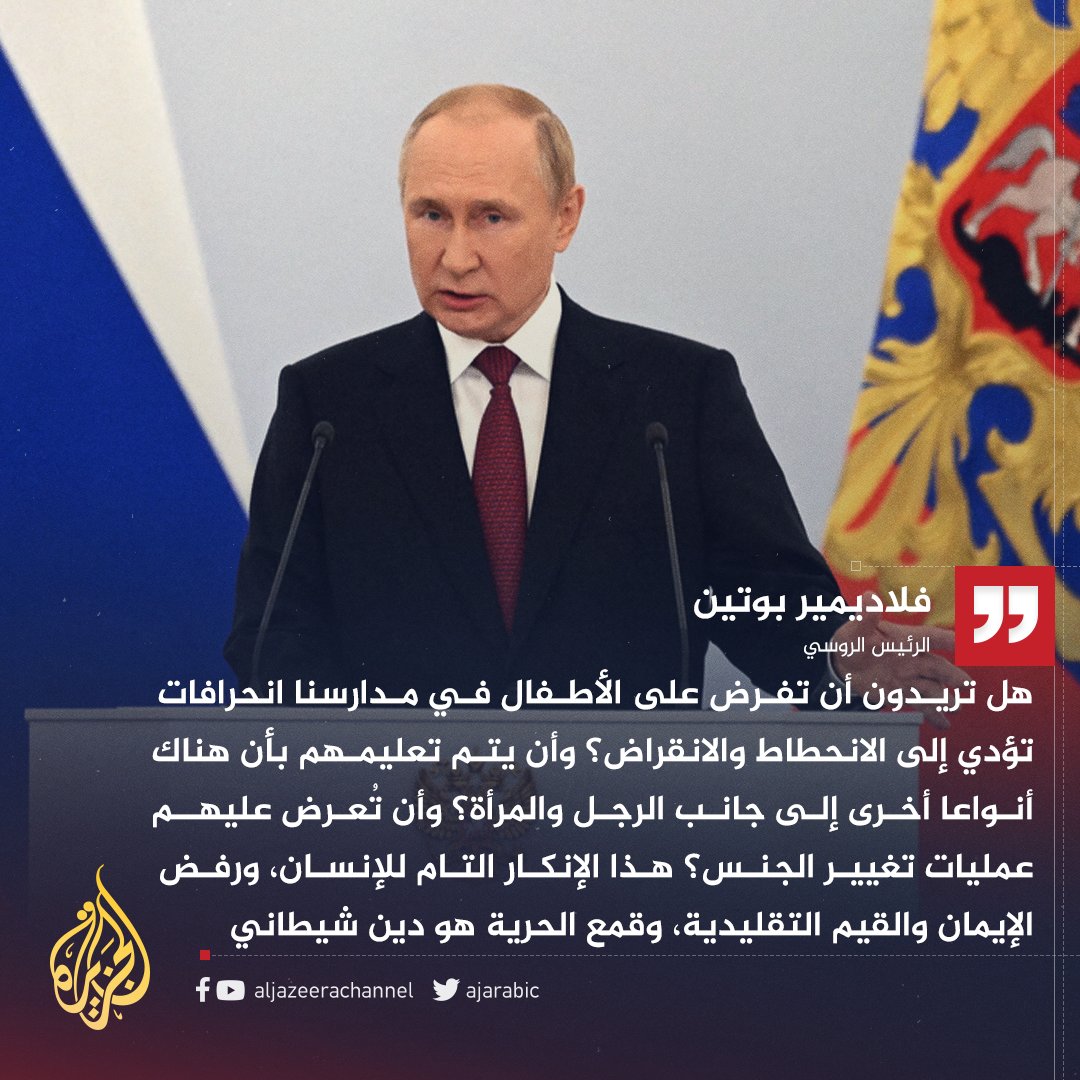 فلاديمير بوتين
الرئيس الروسي
هل تريدون أن تفرض على الأطفال في مدارسنا انحرافات
تؤدي إلى الانحطاط والانقراض؟ وأن يتم تعليمهم بأن هناك
أنواعا أخرى إلى جانب الرجل والمرأة؟ وأن تُعرض عليهم
عمليات تغيير الجنس؟ هذا الإنكار التام للإنسان، ورفض
الإيمان والقيم التقليدية، وقمع الحرية هو دين شيطاني
الجزيرة
aljazeerachannel ajarabic